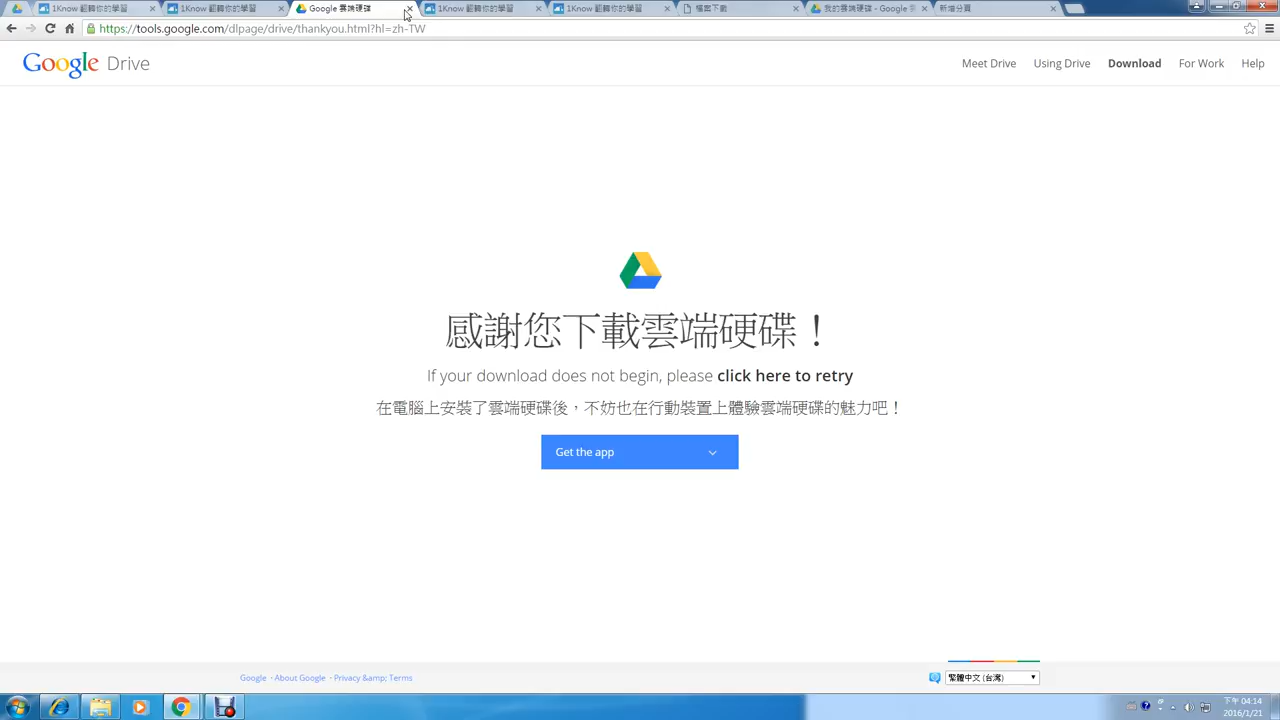 1Know 翻轉你的學習
1Know 翻轉你的學習
Google 雲端硬碟
1Know 翻轉你的學習
1Know 翻轉你的學習
檔案下載
我的雲端硬碟 - Google
新增分頁
https://tools.google.com/dlpage/drive/thankyou.html?hl=zh-TW
Google Drive
Meet Drive
Using Drive
Download
For Work
Help
感謝您下載雲端硬碟！
If your download does not begin, please click here to retry
在電腦上安裝了雲端硬碟後，不妨也在行動裝置上體驗雲端硬碟的魅力吧！
Get the app
Google · About Google · Privacy &amp; Terms
繁體中文 (台灣)
下午 04:14
2016/1/21